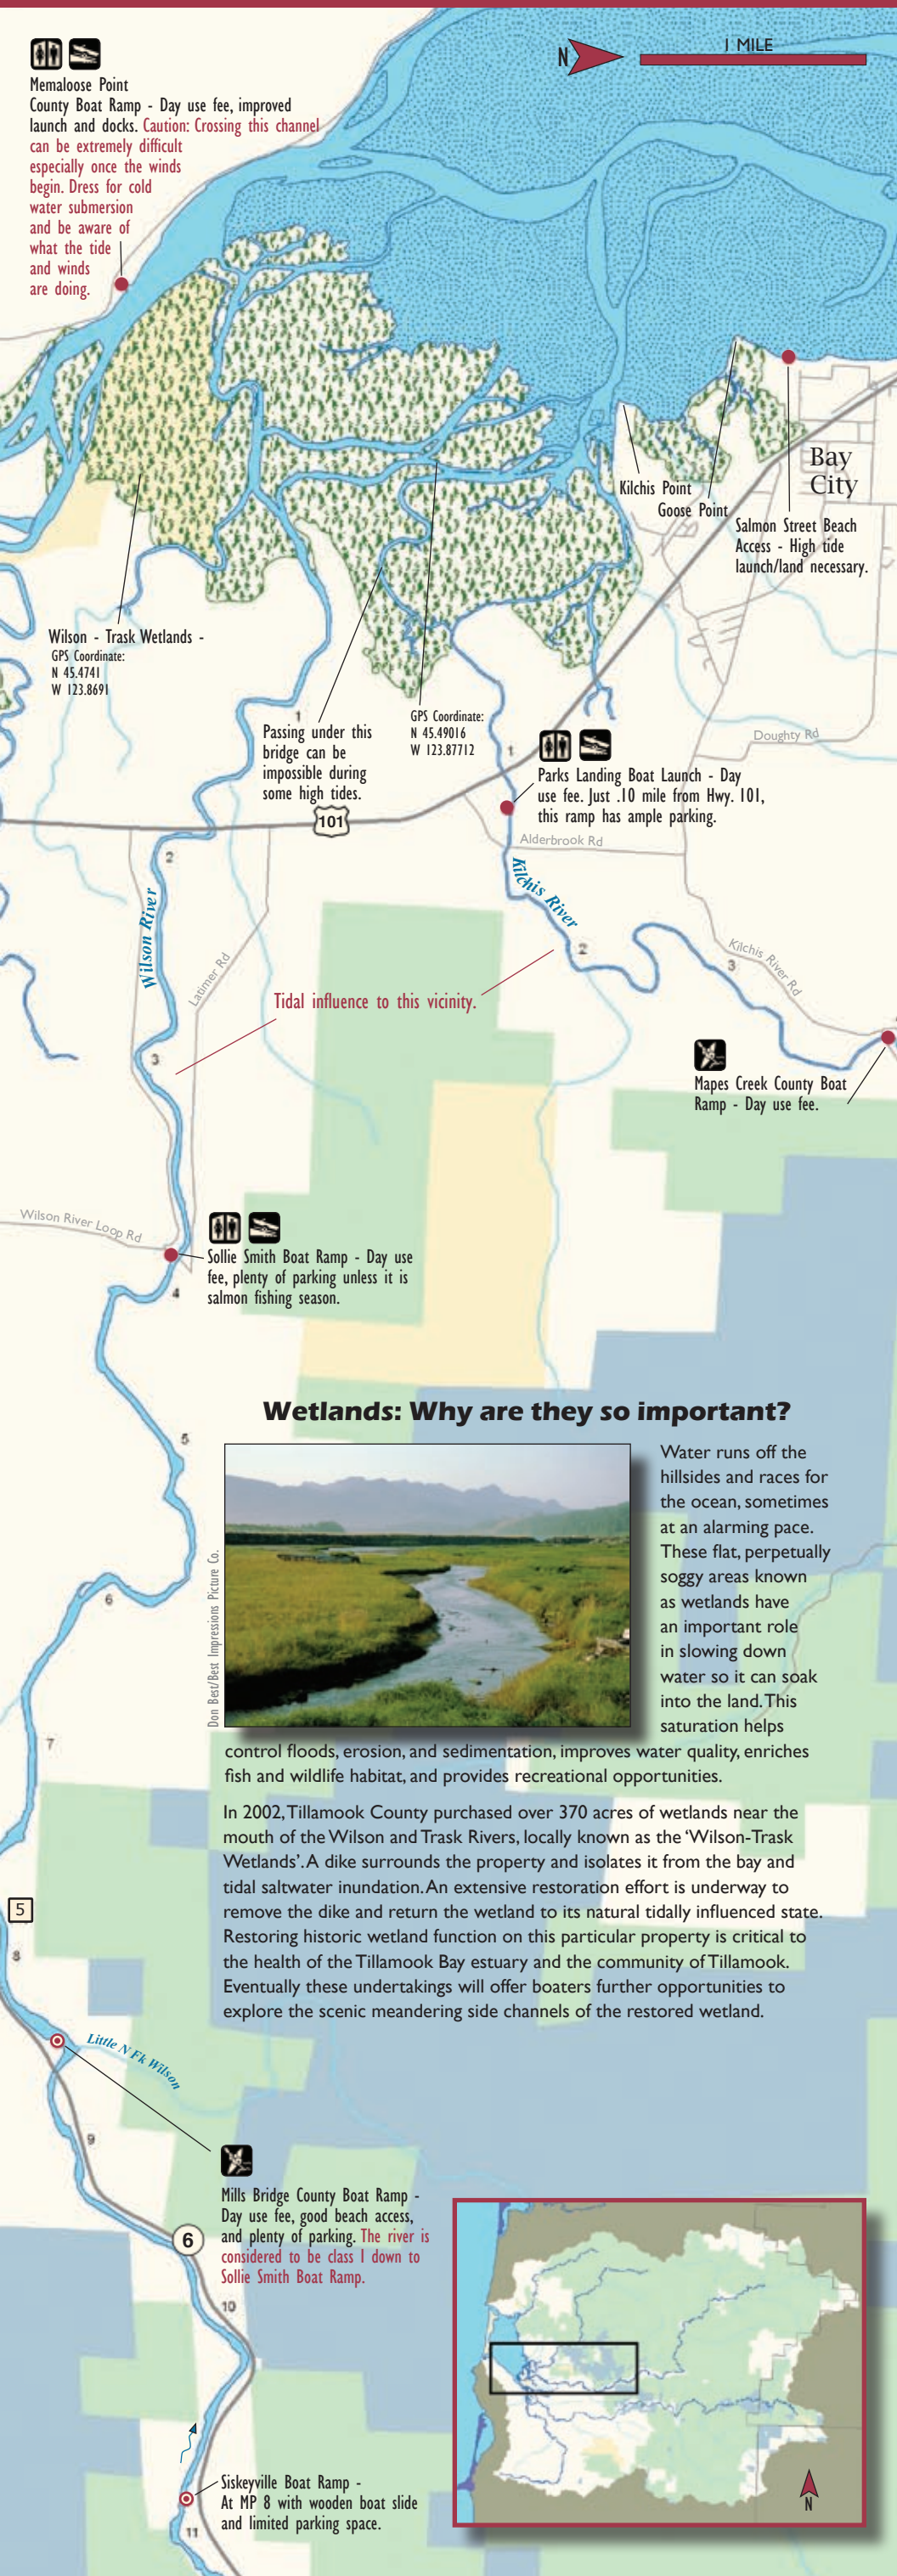 N
1 MILE
Memaloose Point
County Boat Ramp - Day use fee, improved
launch and docks. Caution: Crossing this channel
can be extremely difficult
especially once the winds
begin. Dress for cold
water submersion
and be aware of
what the tide
and winds
are doing.
Bay
City
Kilchis Point
Goose Point
Salmon Street Beach
Access - High tide
launch/land necessary.
Wilson - Trask Wetlands -
GPS Coordinate:
N 45.4741
W 123.8691
1
Passing under this
bridge can be
impossible during
some high tides.
GPS Coordinate:
N 45.49016
W 123.87712
1
Doughty Rd
Parks Landing Boat Launch - Day
use fee. Just .10 mile from Hwy. 101,
this ramp has ample parking.
101
Alderbrook Rd
2
Kilchis River
Wilson River
Latimer Rd
2
Kilchis River Rd
3
Tidal influence to this vicinity.
3
Mapes Creek County Boat
Ramp - Day use fee.
Wilson River Loop Rd
Sollie Smith Boat Ramp - Day use
fee, plenty of parking unless it is
salmon fishing season.
4
5
6
7
Wetlands: Why are they so important?
Don Best/Best Impressions Picture Co.
Water runs off the
hillsides and races for
the ocean, sometimes
at an alarming pace.
These flat, perpetually
soggy areas known
as wetlands have
an important role
in slowing down
water so it can soak
into the land. This
saturation helps
control floods, erosion, and sedimentation, improves water quality, enriches
fish and wildlife habitat, and provides recreational opportunities.
In 2002, Tillamook County purchased over 370 acres of wetlands near the
mouth of the Wilson and Trask Rivers, locally known as the ‘Wilson-Trask
Wetlands’. A dike surrounds the property and isolates it from the bay and
tidal saltwater inundation. An extensive restoration effort is underway to
remove the dike and return the wetland to its natural tidally influenced state.
Restoring historic wetland function on this particular property is critical to
the health of the Tillamook Bay estuary and the community of Tillamook.
Eventually these undertakings will offer boaters further opportunities to
explore the scenic meandering side channels of the restored wetland.
5
8
Little N Fk Wilson
9
Mills Bridge County Boat Ramp -
Day use fee, good beach access,
and plenty of parking. The river is
considered to be class I down to
Sollie Smith Boat Ramp.
6
10
Siskeyville Boat Ramp -
At MP 8 with wooden boat slide
and limited parking space.
11
N